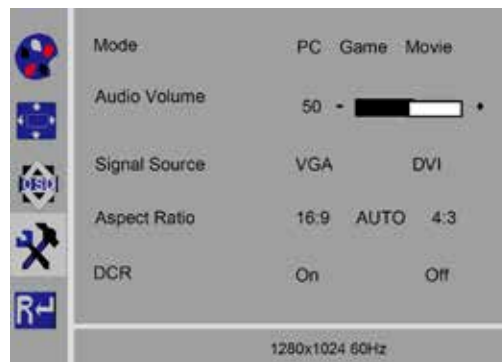 Mode PC Game Movie
Audio Volume 50 - +
Signal Source VGA DVI
OSD
Aspect Ratio 16:9 AUTO 4:3
DCR On Off
R
1280x1024 60Hz